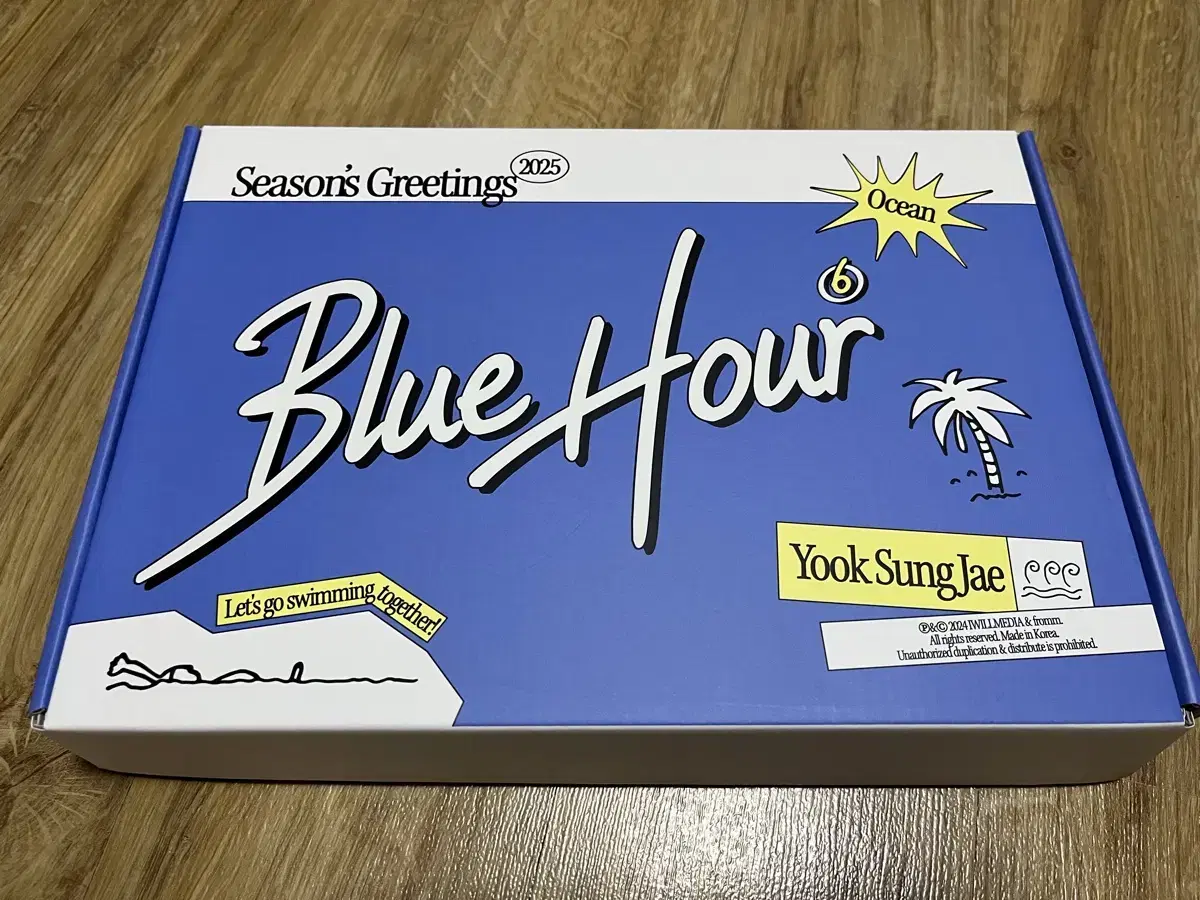 Season's Greetings 2025
Ocean
6
Blue Hour
Yook Sung Jae
Let's go swimming together!
℗&© 2024 IWILLMEDIA & fromm.
All rights reserved. Made in Korea.
Unauthorized duplication & distribute is prohibited.